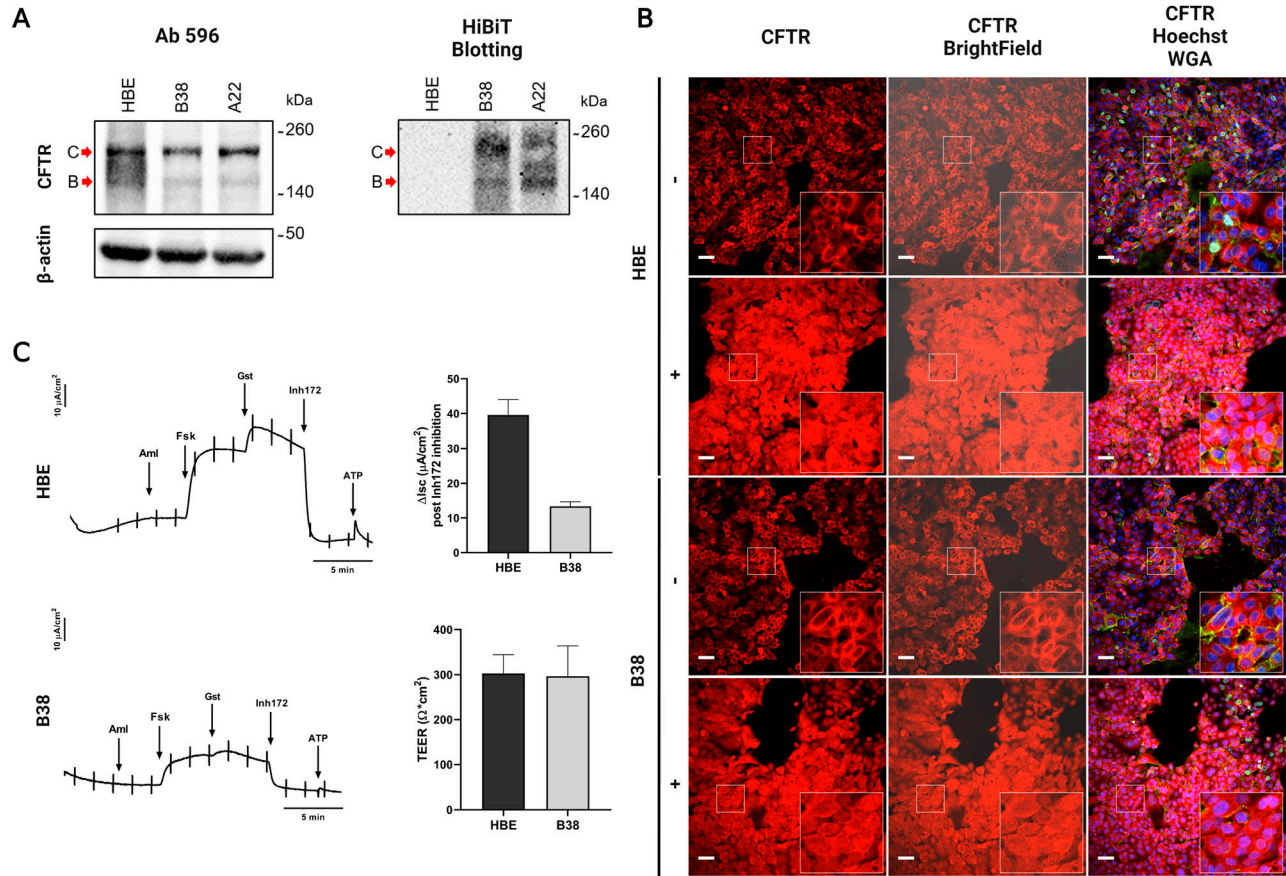 A
Ab 596
HBE
B38
A22
kDa
CFTR
C
B
~260
~140
β-actin
~50
HiBiT
Blotting
HBE
B38
A22
kDa
C
B
~260
~140
B
CFTR
CFTR
BrightField
CFTR
Hoechst
WGA
HBE
-
+
B38
-
+
C
10 µA/cm²
HBE
Aml
Fsk
Gst
Inh172
ATP
5 min
ΔIsc (µA/cm²)
post Inh172 inhibition
50
40
30
20
10
0
HBE B38
10 µA/cm²
B38
Aml
Fsk
Gst
Inh172
ATP
5 min
TEER (Ω*cm²)
400
300
200
100
0
HBE B38